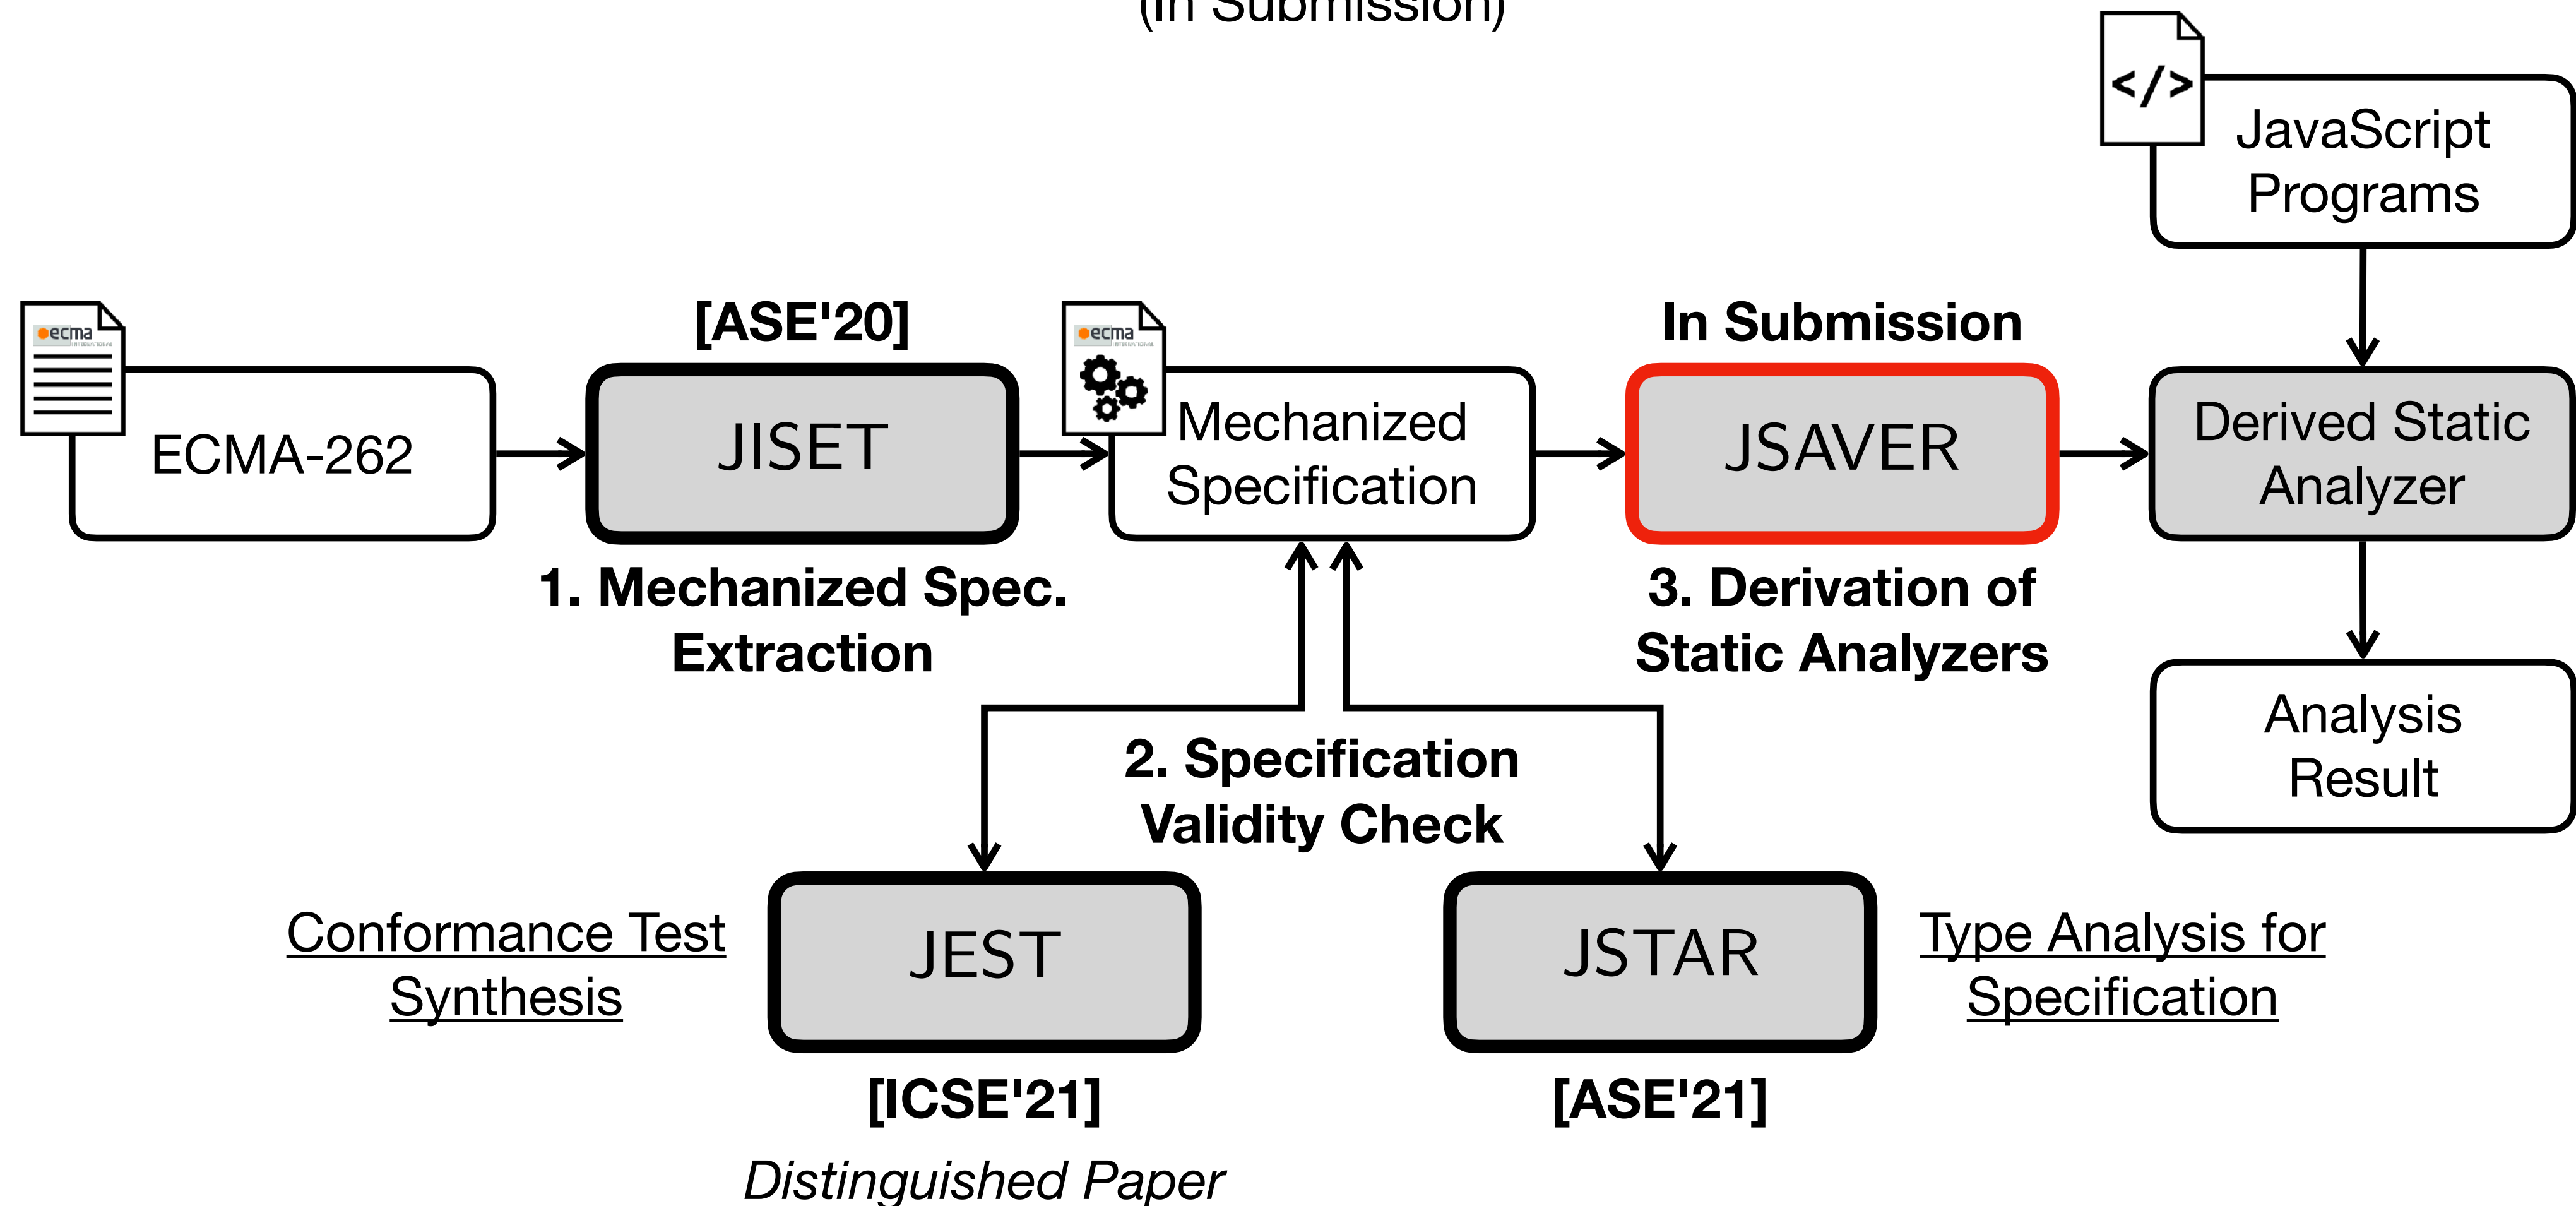 (In Submission)
</>
JavaScript
Programs
[ASE'20]
In Submission
ecma
ecma
ECMA-262
JISET
Mechanized
Specification
JSAVER
Derived Static
Analyzer
1. Mechanized Spec.
Extraction
3. Derivation of
Static Analyzers
2. Specification
Validity Check
Analysis
Result
Conformance Test
Synthesis
JEST
JSTAR
Type Analysis for
Specification
[ICSE'21]
[ASE'21]
Distinguished Paper